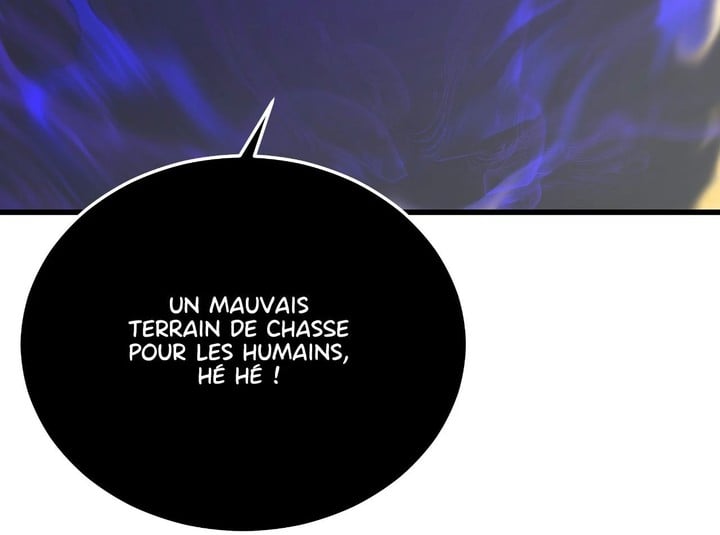 UN MAUVAIS
TERRAIN DE CHASSE
POUR LES HUMAINS,
HÉ HÉ !